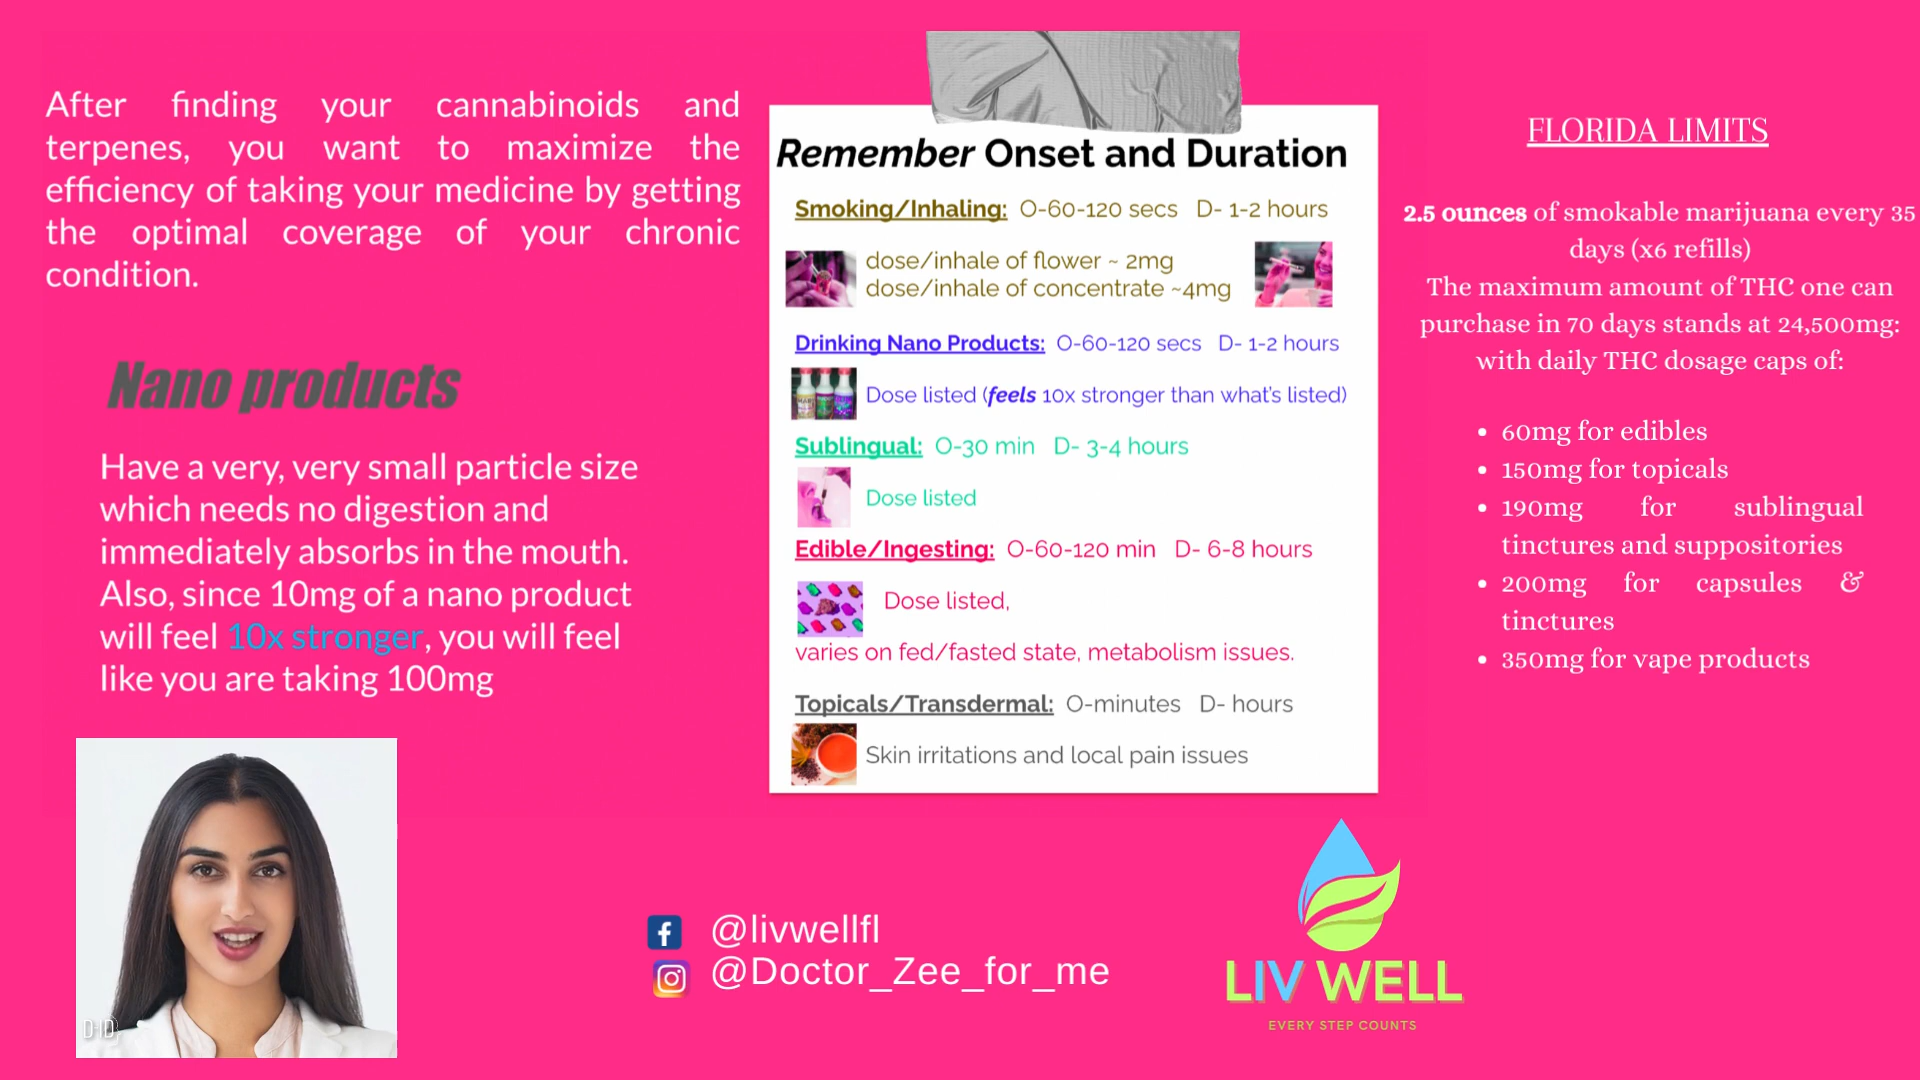 After finding your cannabinoids and
terpenes, you want to maximize the
efficiency of taking your medicine by getting
the optimal coverage of your chronic
condition.
Nano products
Have a very, very small particle size
which needs no digestion and
immediately absorbs in the mouth.
Also, since 10mg of a nano product
will feel 10x stronger, you will feel
like you are taking 100mg
D-ID
Remember Onset and Duration
Smoking/Inhaling: O-60-120 secs D- 1-2 hours
dose/inhale of flower ~ 2mg
dose/inhale of concentrate ~4mg
Drinking Nano Products: O-60-120 secs D- 1-2 hours
Dose listed (feels 10x stronger than what's listed)
Sublingual: O-30 min D- 3-4 hours
Dose listed
Edible/Ingesting: O-60-120 min D- 6-8 hours
Dose listed,
varies on fed/fasted state, metabolism issues.
Topicals/Transdermal: O-minutes D- hours
Skin irritations and local pain issues
FLORIDA LIMITS
2.5 ounces of smokable marijuana every 35
days (x6 refills)
The maximum amount of THC one can
purchase in 70 days stands at 24,500mg:
with daily THC dosage caps of:
• 60mg for edibles
• 150mg for topicals
• 190mg for sublingual
tinctures and suppositories
• 200mg for capsules &
tinctures
• 350mg for vape products
@livwellfl
@Doctor_Zee_for_me
LIV WELL
EVERY STEP COUNTS